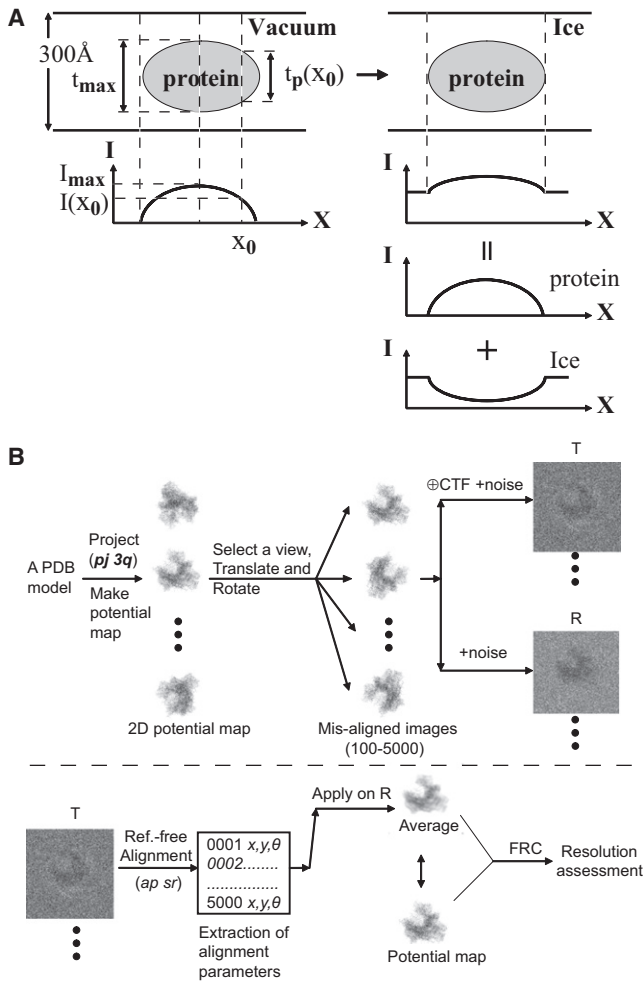 A
Vacuum
Ice
300Å
t_max
protein
t_p(x_0)
protein
I
I_max
I(x_0)
X
x_0
I
X
=
I
protein
X
+
I
Ice
X
B
T
⊕CTF +noise
Project
(pj 3q)
Select a view,
Translate and
Rotate
A PDB
model
Make
potential
map
R
+noise
2D potential map
Mis-aligned images
(100-5000)
T
Apply on R
Ref.-free
Alignment
(ap sr)
0001 x,y,θ
0002........
................
5000 x,y,θ
Average
FRC
Resolution
assessment
Extraction of
alignment
parameters
Potential map